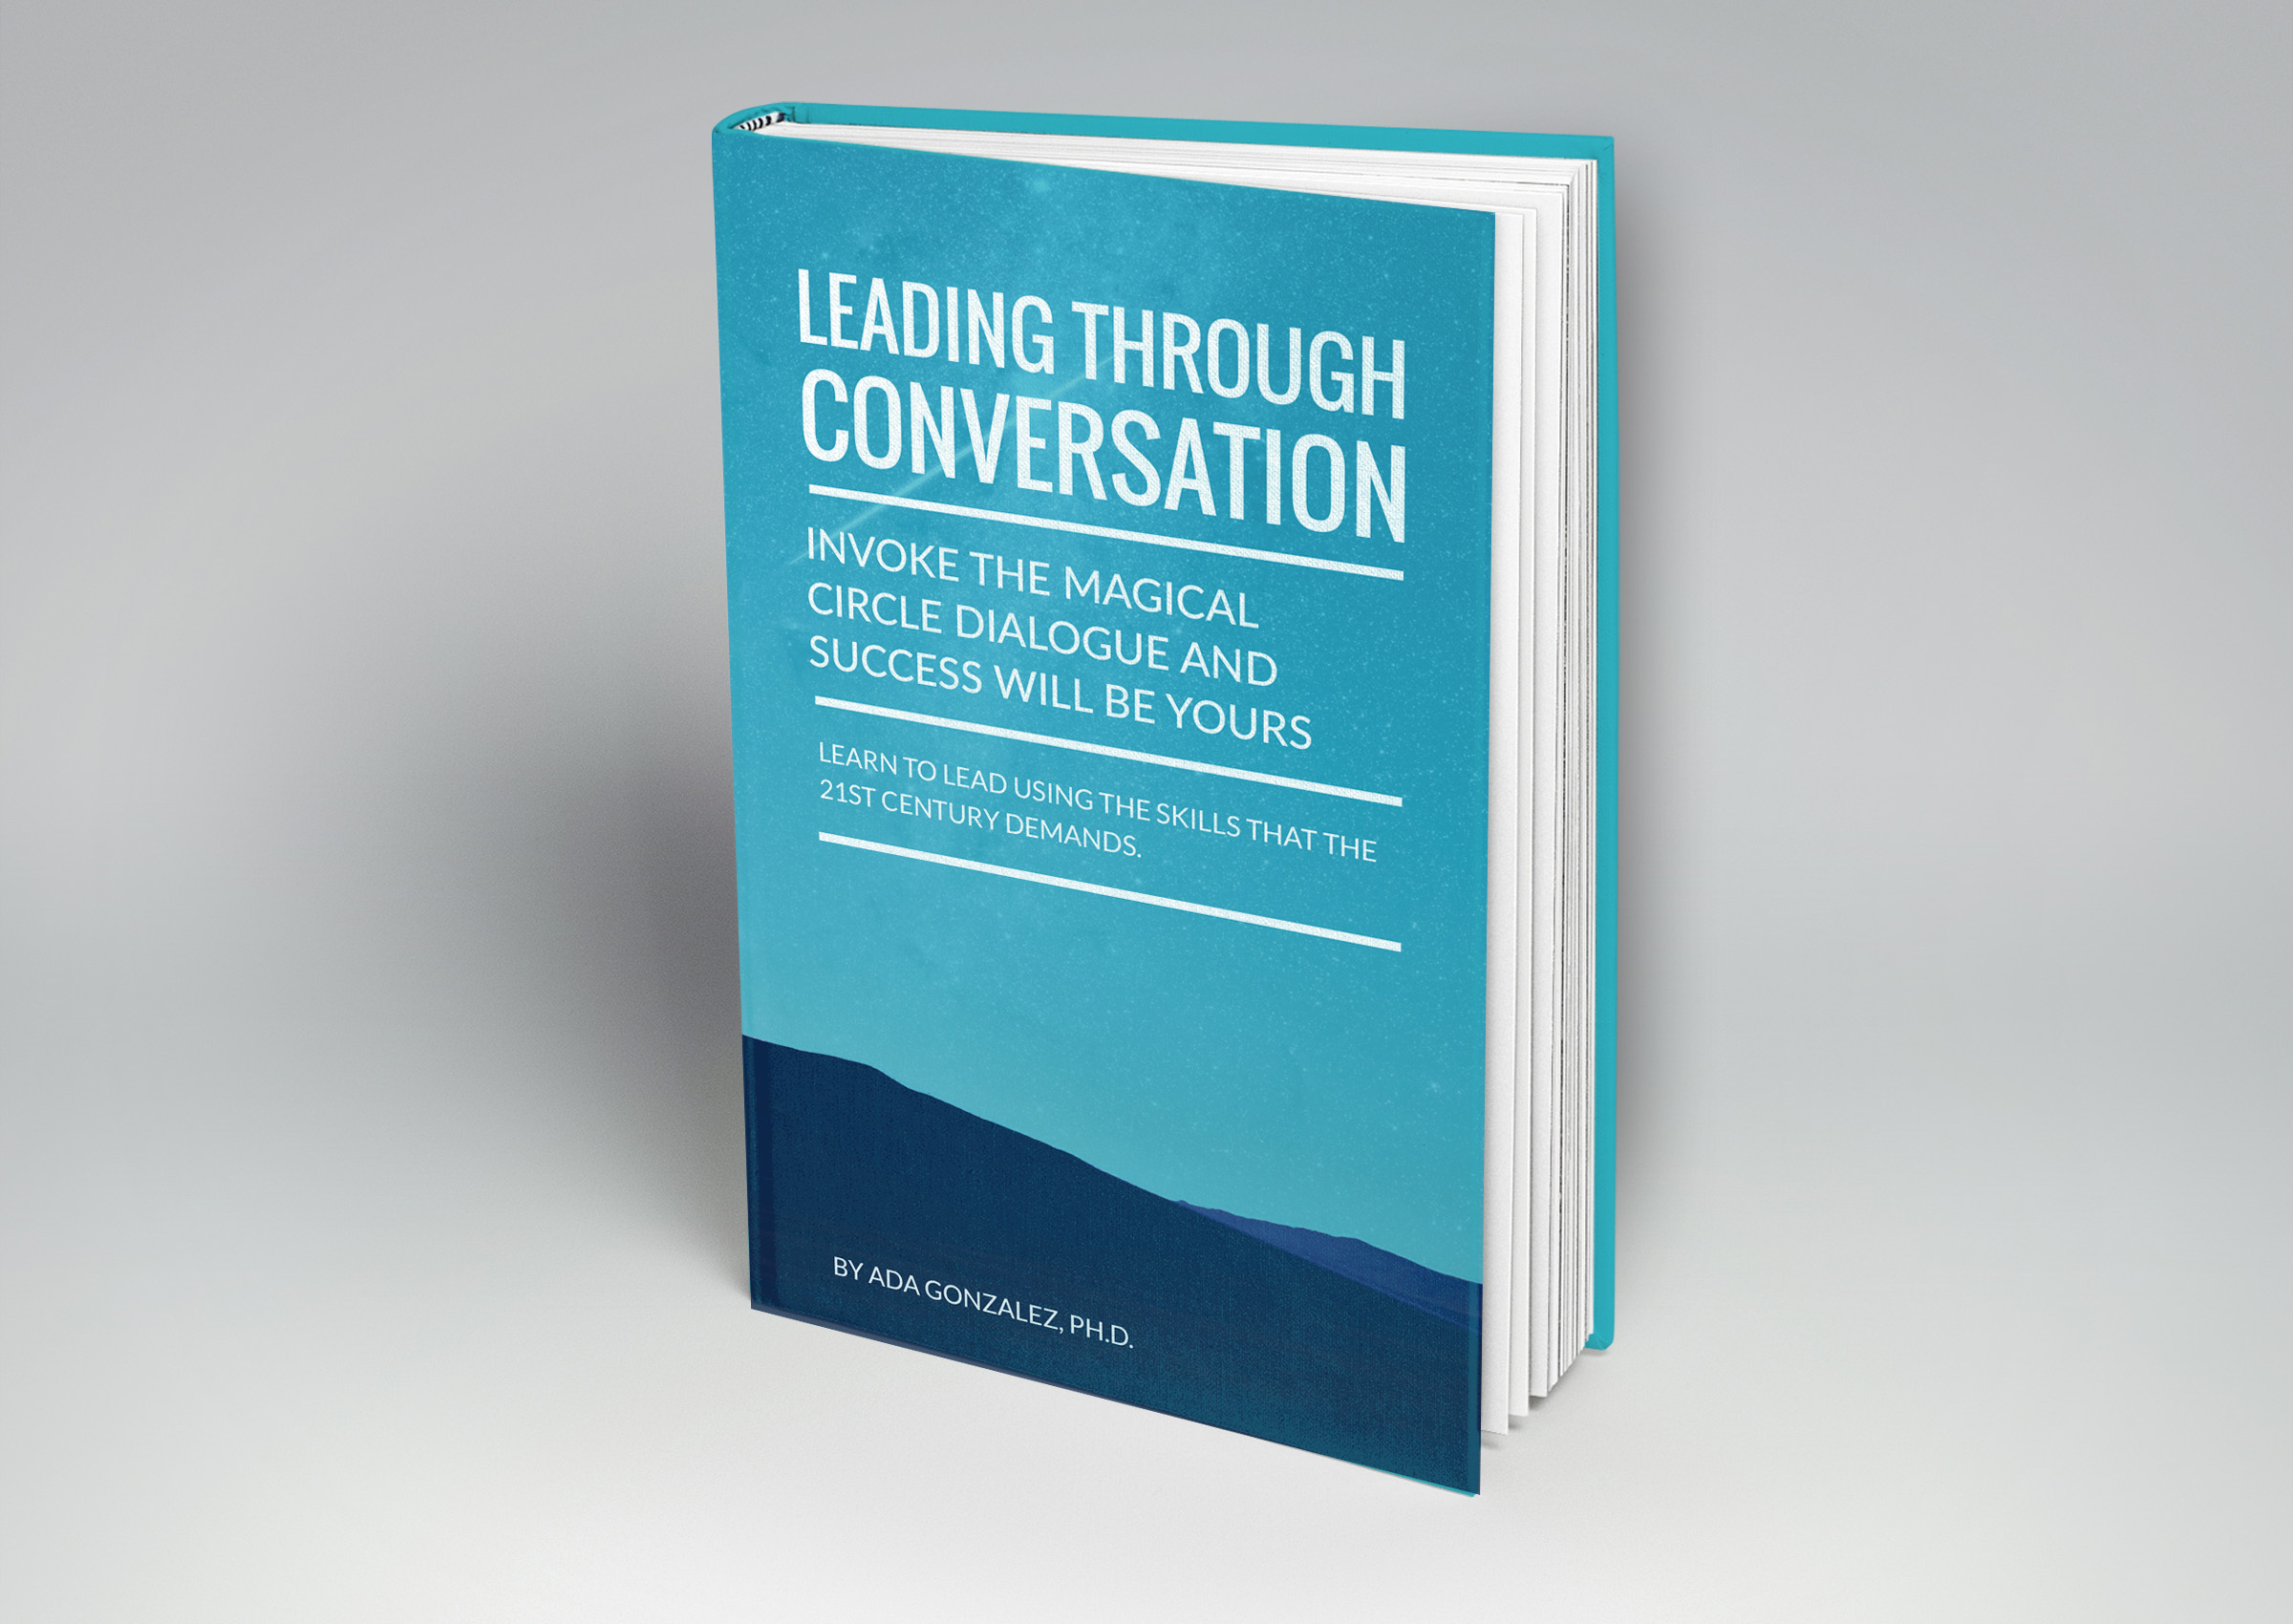 LEADING THROUGH
CONVERSATION
INVOKE THE MAGICAL
CIRCLE DIALOGUE AND
SUCCESS WILL BE YOURS
LEARN TO LEAD USING THE SKILLS THAT THE
21ST CENTURY DEMANDS.
BY ADA GONZALEZ, PH.D.